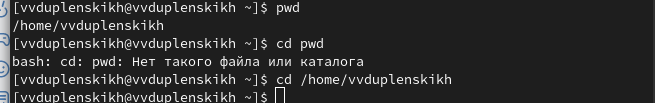 [vvduplenskikh@vvduplenskikh ~]$ pwd
/home/vvduplenskikh
[vvduplenskikh@vvduplenskikh ~]$ cd pwd
bash: cd: pwd: Нет такого файла или каталога
[vvduplenskikh@vvduplenskikh ~]$ cd /home/vvduplenskikh
[vvduplenskikh@vvduplenskikh ~]$